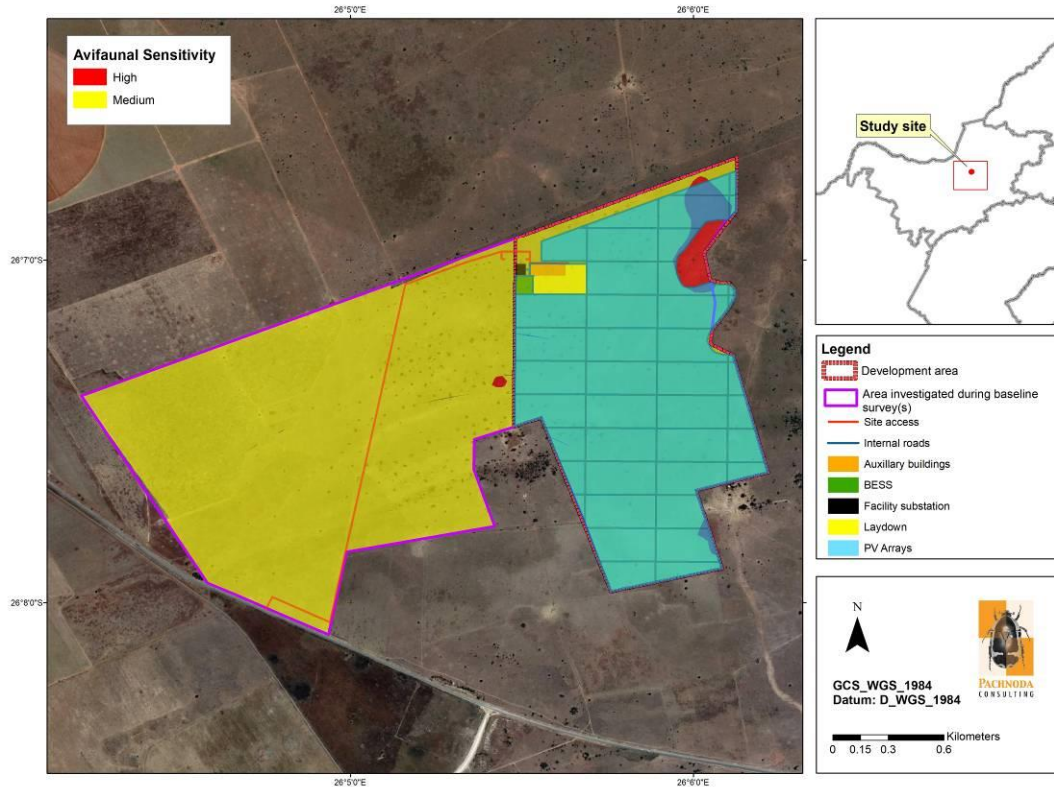 26°5'0"E
26°6'0"E
Avifaunal Sensitivity
High
Medium
26°7'0"S
26°8'0"S
26°5'0"E
26°6'0"E
Study site
Legend
Development area
Area investigated during baseline
survey(s)
Site access
Internal roads
Auxillary buildings
BESS
Facility substation
Laydown
PV Arrays
N
GCS_WGS_1984
Datum: D_WGS_1984
PACHNODA
CONSULTING
Kilometers
0 0.15 0.3 0.6